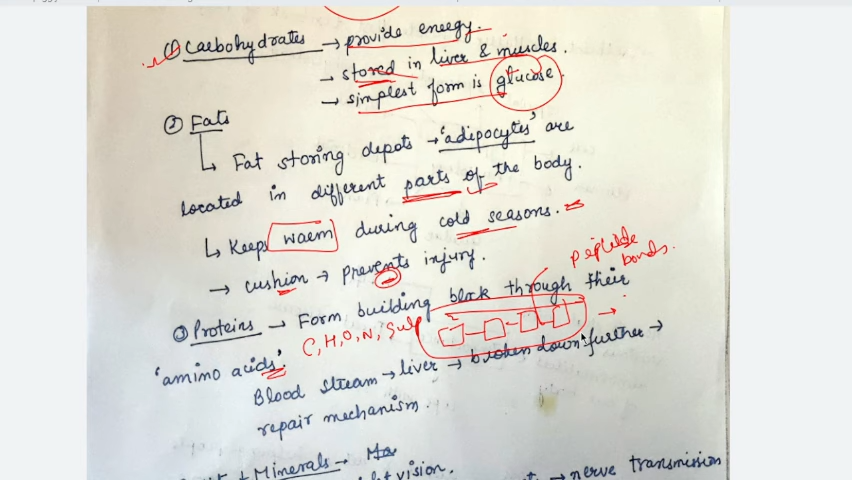 (1) Carbohydrates → provide energy.
→ stored in liver & muscles.
→ simplest form is glucose.
(2) Fats
↳ Fat storing depots → 'adipocytes' are
located in different parts of the body.
↳ Keeps warm during cold seasons.
→ cushion → prevents injury.
peptide bonds.
(3) Proteins → Form building block through their
'amino acids'.
C, H, O, N, Sulp
Blood stream → liver → broken down further →
repair mechanism.
+ Minerals →
vision.
→ nerve transmission